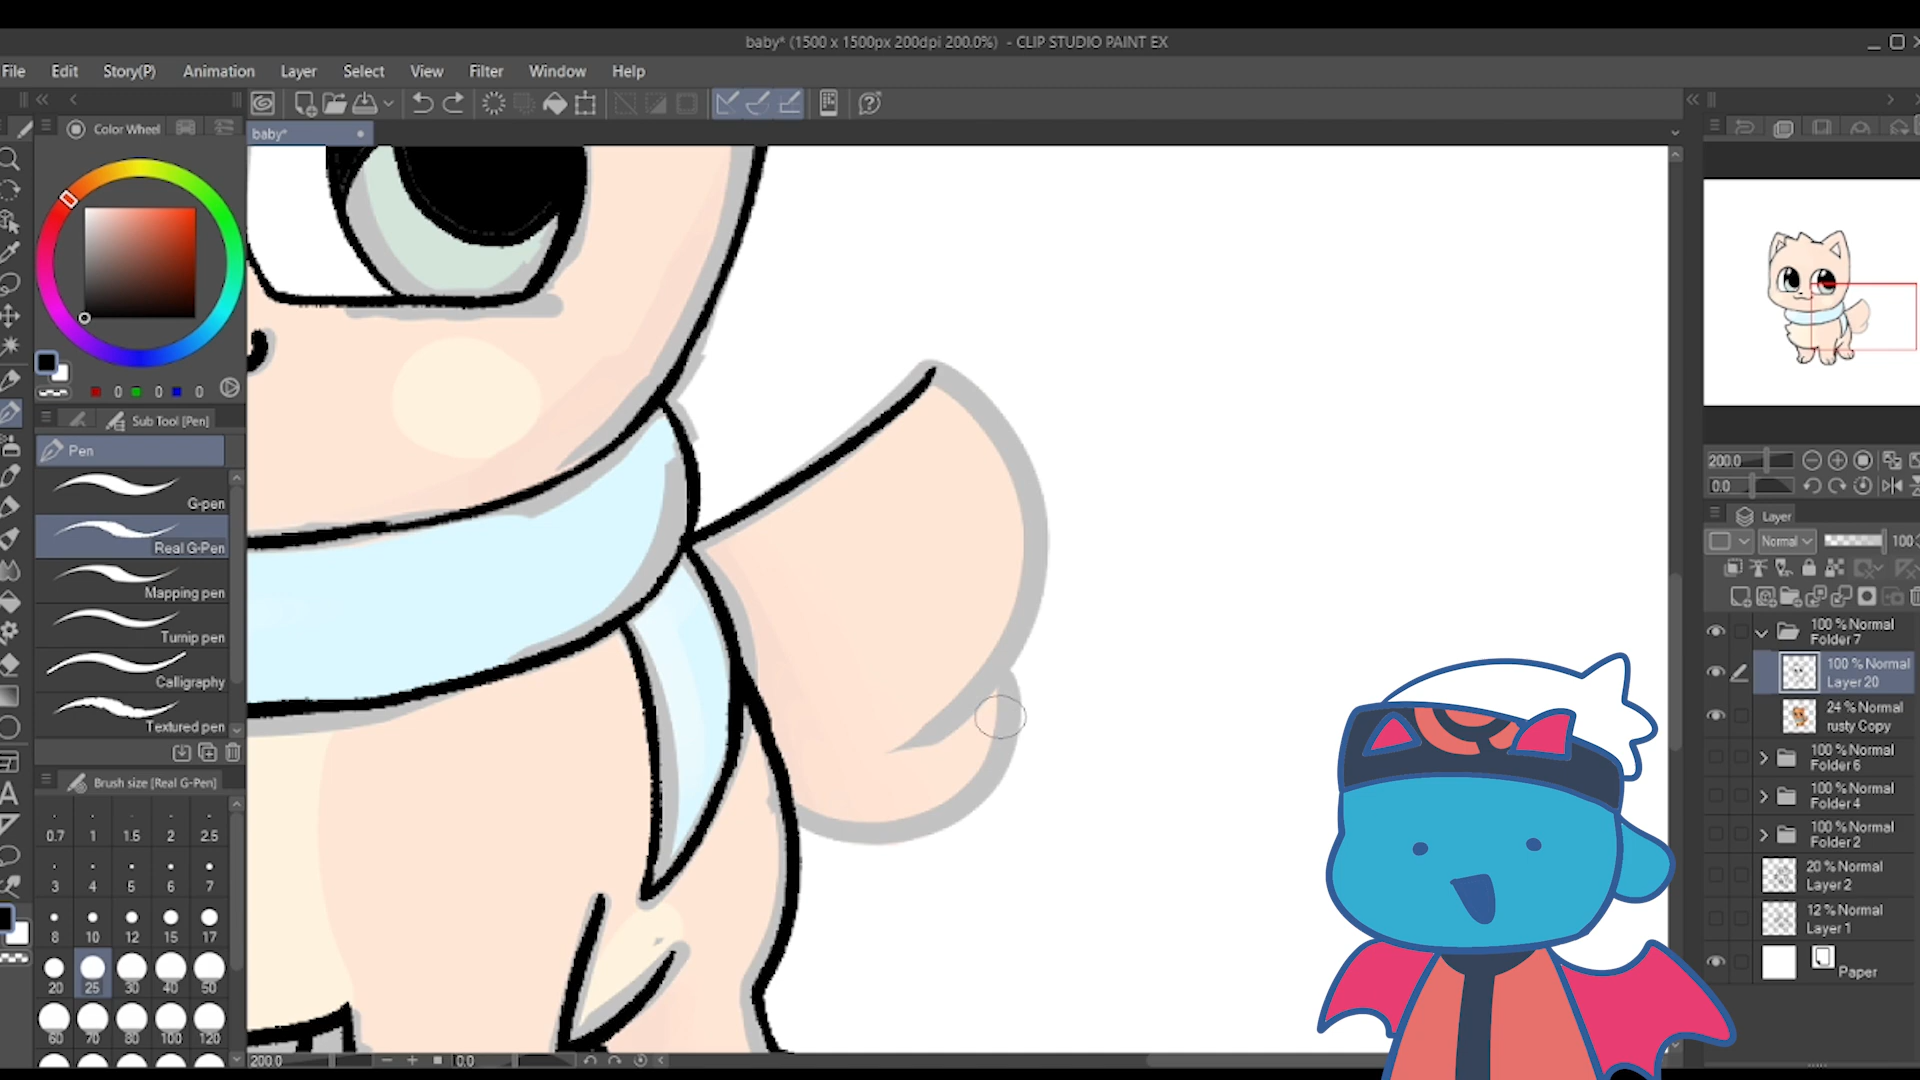 baby* (1500 x 1500px 200dpi 200.0%) - CLIP STUDIO PAINT EX
File Edit Story(P) Animation Layer Select View Filter Window Help
Color Wheel
baby*
0 0 0
Sub Tool [Pen]
Pen
G-pen
Real G-Pen
Mapping pen
Turnip pen
Calligraphy
Textured pen
Brush size [Real G-Pen]
0.7 1 1.5 2 2.5
3 4 5 6 7
8 10 12 15 17
20 25 30 40 50
60 70 80 100 120
200.0 0.0
200.0
0.0
Layer
Normal 100
100 % Normal
Folder 7
100 % Normal
Layer 20
24 % Normal
rusty Copy
100 % Normal
Folder 6
100 % Normal
Folder 4
100 % Normal
Folder 2
20 % Normal
Layer 2
12 % Normal
Layer 1
Paper